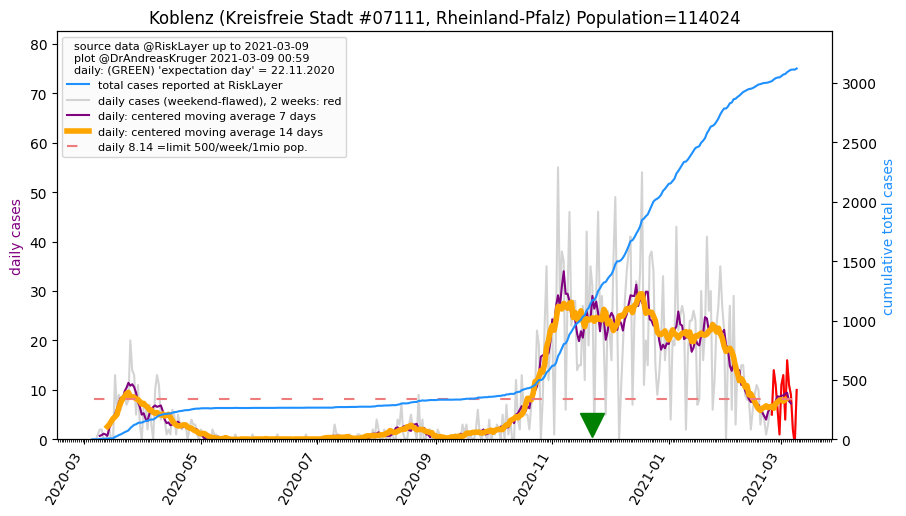 Koblenz (Kreisfreie Stadt #07111, Rheinland-Pfalz) Population=114024
source data @RiskLayer up to 2021-03-09
plot @DrAndreasKruger 2021-03-09 00:59
daily: (GREEN) 'expectation day' = 22.11.2020
total cases reported at RiskLayer
daily cases (weekend-flawed), 2 weeks: red
daily: centered moving average 7 days
daily: centered moving average 14 days
daily 8.14 =limit 500/week/1mio pop.
daily cases
80
70
60
50
40
30
20
10
0
cumulative total cases
3000
2500
2000
1500
1000
500
0
2020-03
2020-05
2020-07
2020-09
2020-11
2021-01
2021-03